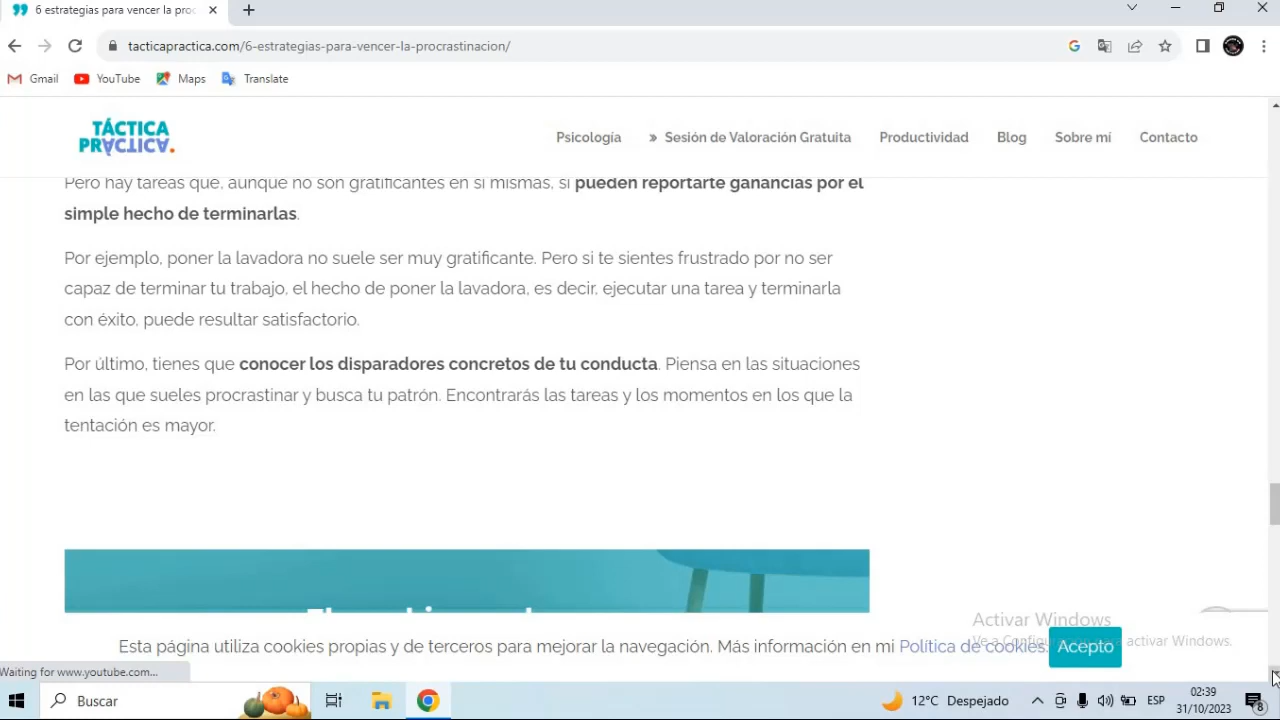 6 estrategias para vencer la pro
tacticapractica.com/6-estrategias-para-vencer-la-procrastinacion/
Gmail YouTube Maps Translate
TÁCTICA
PRÁCTICA.
Psicología » Sesión de Valoración Gratuita Productividad Blog Sobre mí Contacto
Pero hay tareas que, aunque no son gratificantes en sí mismas, sí pueden reportarte ganancias por el
simple hecho de terminarlas.
Por ejemplo, poner la lavadora no suele ser muy gratificante. Pero si te sientes frustrado por no ser
capaz de terminar tu trabajo, el hecho de poner la lavadora, es decir, ejecutar una tarea y terminarla
con éxito, puede resultar satisfactorio.
Por último, tienes que conocer los disparadores concretos de tu conducta. Piensa en las situaciones
en las que sueles procrastinar y busca tu patrón. Encontrarás las tareas y los momentos en los que la
tentación es mayor.
Activar Windows
Ve a activar Windows.
Esta página utiliza cookies propias y de terceros para mejorar la navegación. Más información en mi Política de cookies. Acepto
Waiting for www.youtube.com...
Buscar
12°C Despejado
ESP
02:39
31/10/2023
8